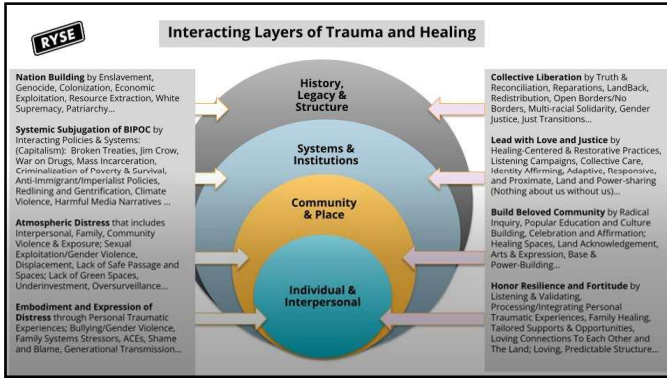 RYSE
Interacting Layers of Trauma and Healing
Nation Building by Enslavement,
Genocide, Colonization, Economic
Exploitation, Resource Extraction, White
Supremacy, Patriarchy...
Systemic Subjugation of BIPOC by
Interacting Policies & Systems:
(Capitalism): Broken Treaties, Jim Crow,
War on Drugs, Mass Incarceration,
Criminalization of Poverty & Survival,
Anti-Immigrant/Imperialist Policies,
Redlining and Gentrification, Climate
Violence, Harmful Media Narratives ...
Atmospheric Distress that includes
Interpersonal, Family, Community
Violence & Exposure; Sexual
Exploitation/Gender Violence,
Displacement, Lack of Safe Passage and
Spaces; Lack of Green Spaces,
Underinvestment, Oversurveillance...
Embodiment and Expression of
Distress through Personal Traumatic
Experiences; Bullying/Gender Violence,
Family Systems Stressors, ACEs, Shame
and Blame, Generational Transmission...
History,
Legacy &
Structure
Systems &
Institutions
Community
& Place
Individual &
Interpersonal
Collective Liberation by Truth &
Reconciliation, Reparations, LandBack,
Redistribution, Open Borders/No
Borders, Multi-racial Solidarity, Gender
Justice, Just Transitions...
Lead with Love and Justice by
Healing-Centered & Restorative Practices,
Listening Campaigns, Collective Care,
Identity Affirming, Adaptive, Responsive,
and Proximate, Land and Power-sharing
(Nothing about us without us)...
Build Beloved Community by Radical
Inquiry, Popular Education and Culture
Building, Celebration and Affirmation;
Healing Spaces, Land Acknowledgement,
Arts & Expression, Base &
Power-Building...
Honor Resilience and Fortitude by
Listening & Validating,
Processing/Integrating Personal
Traumatic Experiences, Family Healing,
Tailored Supports & Opportunities,
Loving Connections To Each Other and
The Land; Loving, Predictable Structure...